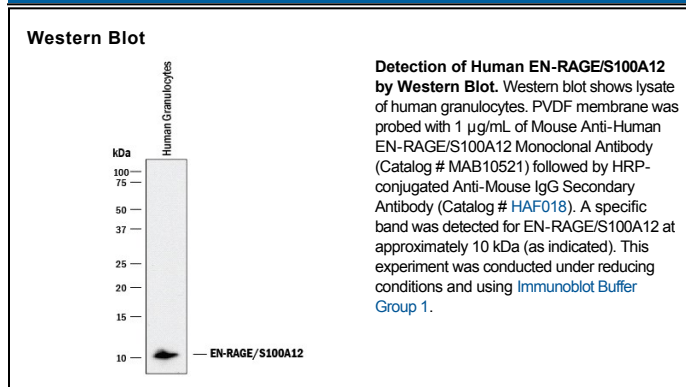 Western Blot
Human Granulocytes
kDa
100
75
50
37
25
20
15
10
EN-RAGE/S100A12
Detection of Human EN-RAGE/S100A12
by Western Blot. Western blot shows lysate
of human granulocytes. PVDF membrane was
probed with 1 µg/mL of Mouse Anti-Human
EN-RAGE/S100A12 Monoclonal Antibody
(Catalog # MAB10521) followed by HRP-
conjugated Anti-Mouse IgG Secondary
Antibody (Catalog # HAF018). A specific
band was detected for EN-RAGE/S100A12 at
approximately 10 kDa (as indicated). This
experiment was conducted under reducing
conditions and using Immunoblot Buffer
Group 1.